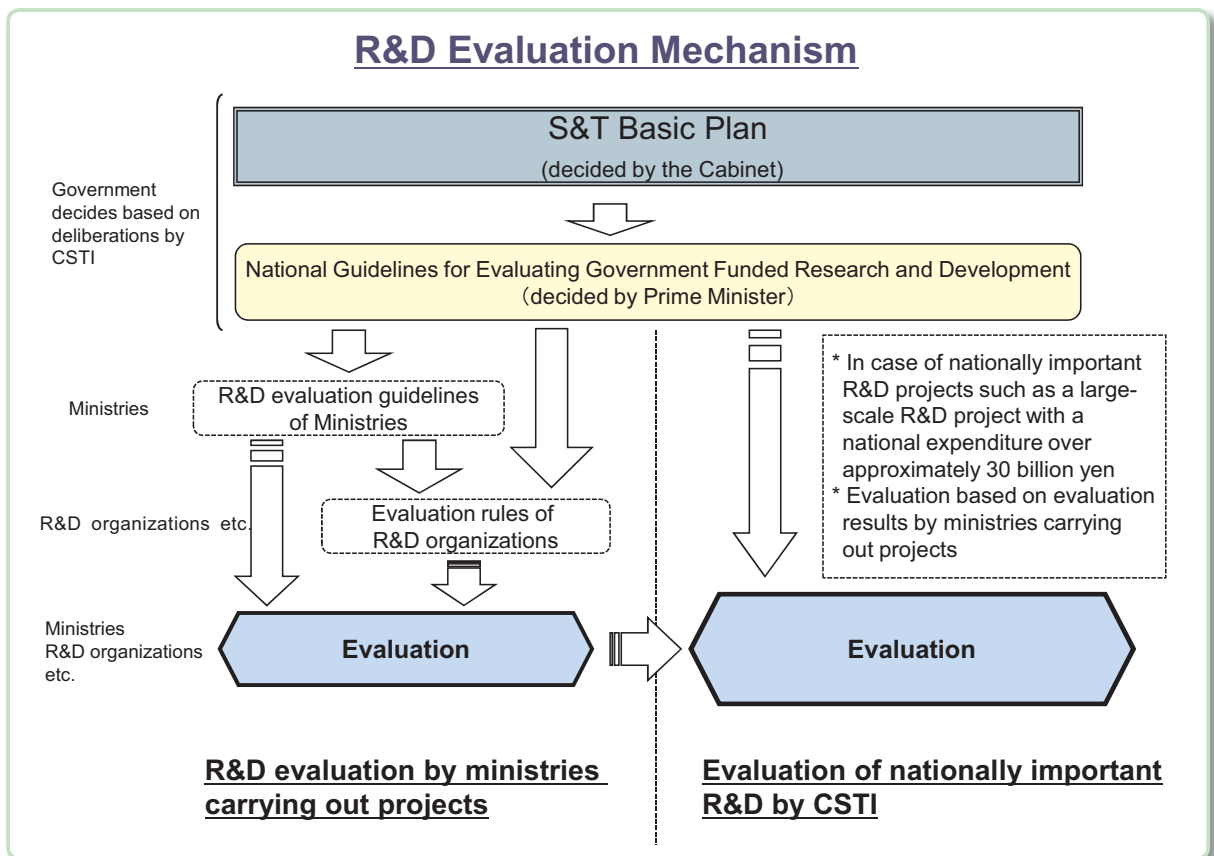 R&D Evaluation Mechanism
S&T Basic Plan
(decided by the Cabinet)
Government
decides based on
deliberations by
CSTI
National Guidelines for Evaluating Government Funded Research and Development
（decided by Prime Minister）
* In case of nationally important
R&D projects such as a large-
scale R&D project with a
national expenditure over
approximately 30 billion yen
* Evaluation based on evaluation
results by ministries carrying
out projects
Ministries
R&D evaluation guidelines
of Ministries
R&D organizations etc.
Evaluation rules of
R&D organizations
Ministries
R&D organizations
etc.
Evaluation
Evaluation
R&D evaluation by ministries
carrying out projects
Evaluation of nationally important
R&D by CSTI